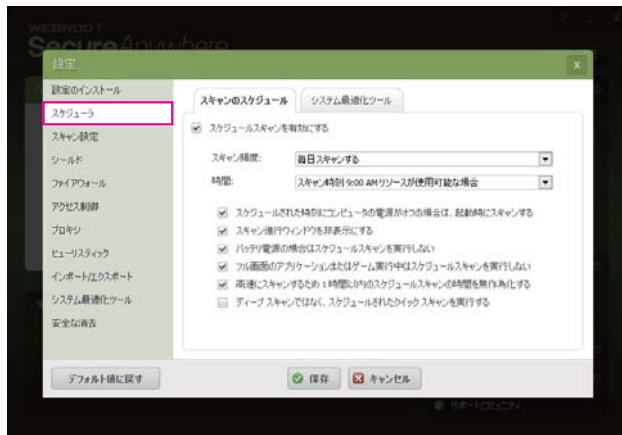 WEBROOT
SecureAnywhere
設定
x
設定のインストール
スケジューラ
スキャン設定
シールド
ファイアウォール
アクセス制御
プロキシ
ヒューリスティック
インポート/エクスポート
システム最適化ツール
安全な消去
スキャンのスケジュール
システム最適化ツール
スケジュールスキャンを有効にする
スキャン頻度: 毎日スキャンする
時間: スキャン時刻 9:00 AM リソースが使用可能な場合
スケジュールされた時刻にコンピュータの電源がオフの場合は、起動時にスキャンする
スキャン進行ウィンドウを非表示にする
バッテリ電源の場合はスケジュールスキャンを実行しない
フル画面のアプリケーションまたはゲーム実行中はスケジュールスキャンを実行しない
高速にスキャンするため 1 時間以内のスケジュールスキャンの時間を無作為化する
ディープ スキャンではなく、スケジュールされたクイック スキャンを実行する
デフォルト値に戻す
保存
キャンセル
サポート/コミュニティ